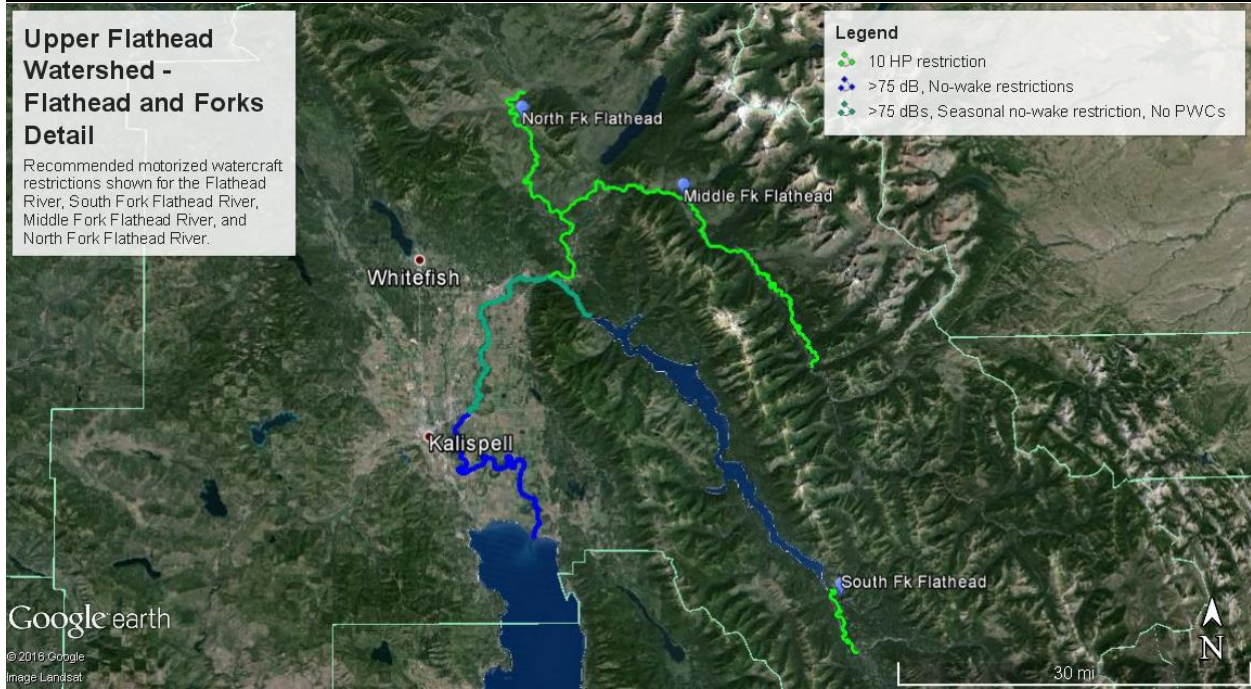 Upper Flathead
Watershed -
Flathead and Forks
Detail
Recommended motorized watercraft
restrictions shown for the Flathead
River, South Fork Flathead River,
Middle Fork Flathead River, and
North Fork Flathead River.
Legend
10 HP restriction
>75 dB, No-wake restrictions
>75 dBs, Seasonal no-wake restriction, No PWCs
North Fk Flathead
Middle Fk Flathead
Whitefish
Kalispell
South Fk Flathead
Google earth
© 2016 Google
Image Landsat
N
30 mi